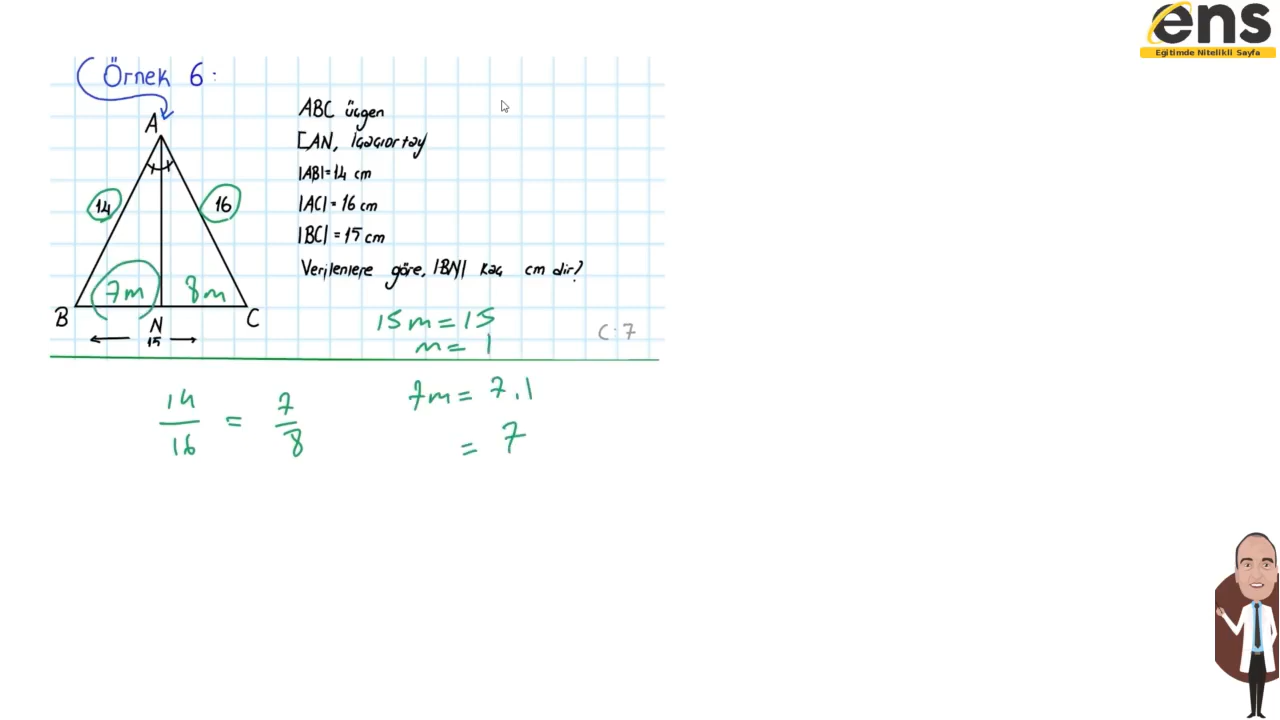 ens
Eğitimde Nitelikli Sayfa
Örnek 6:
A
14
16
7m
8m
B
N
C
15
ABC üçgen
[AN, İçaçıortay
|AB|=14 cm
|AC|=16 cm
|BC|=15 cm
Verilenlere göre, |BN| kaç cm dir?
15m=15
m=1
C:7
14/16 = 7/8
7m=7.1
=7